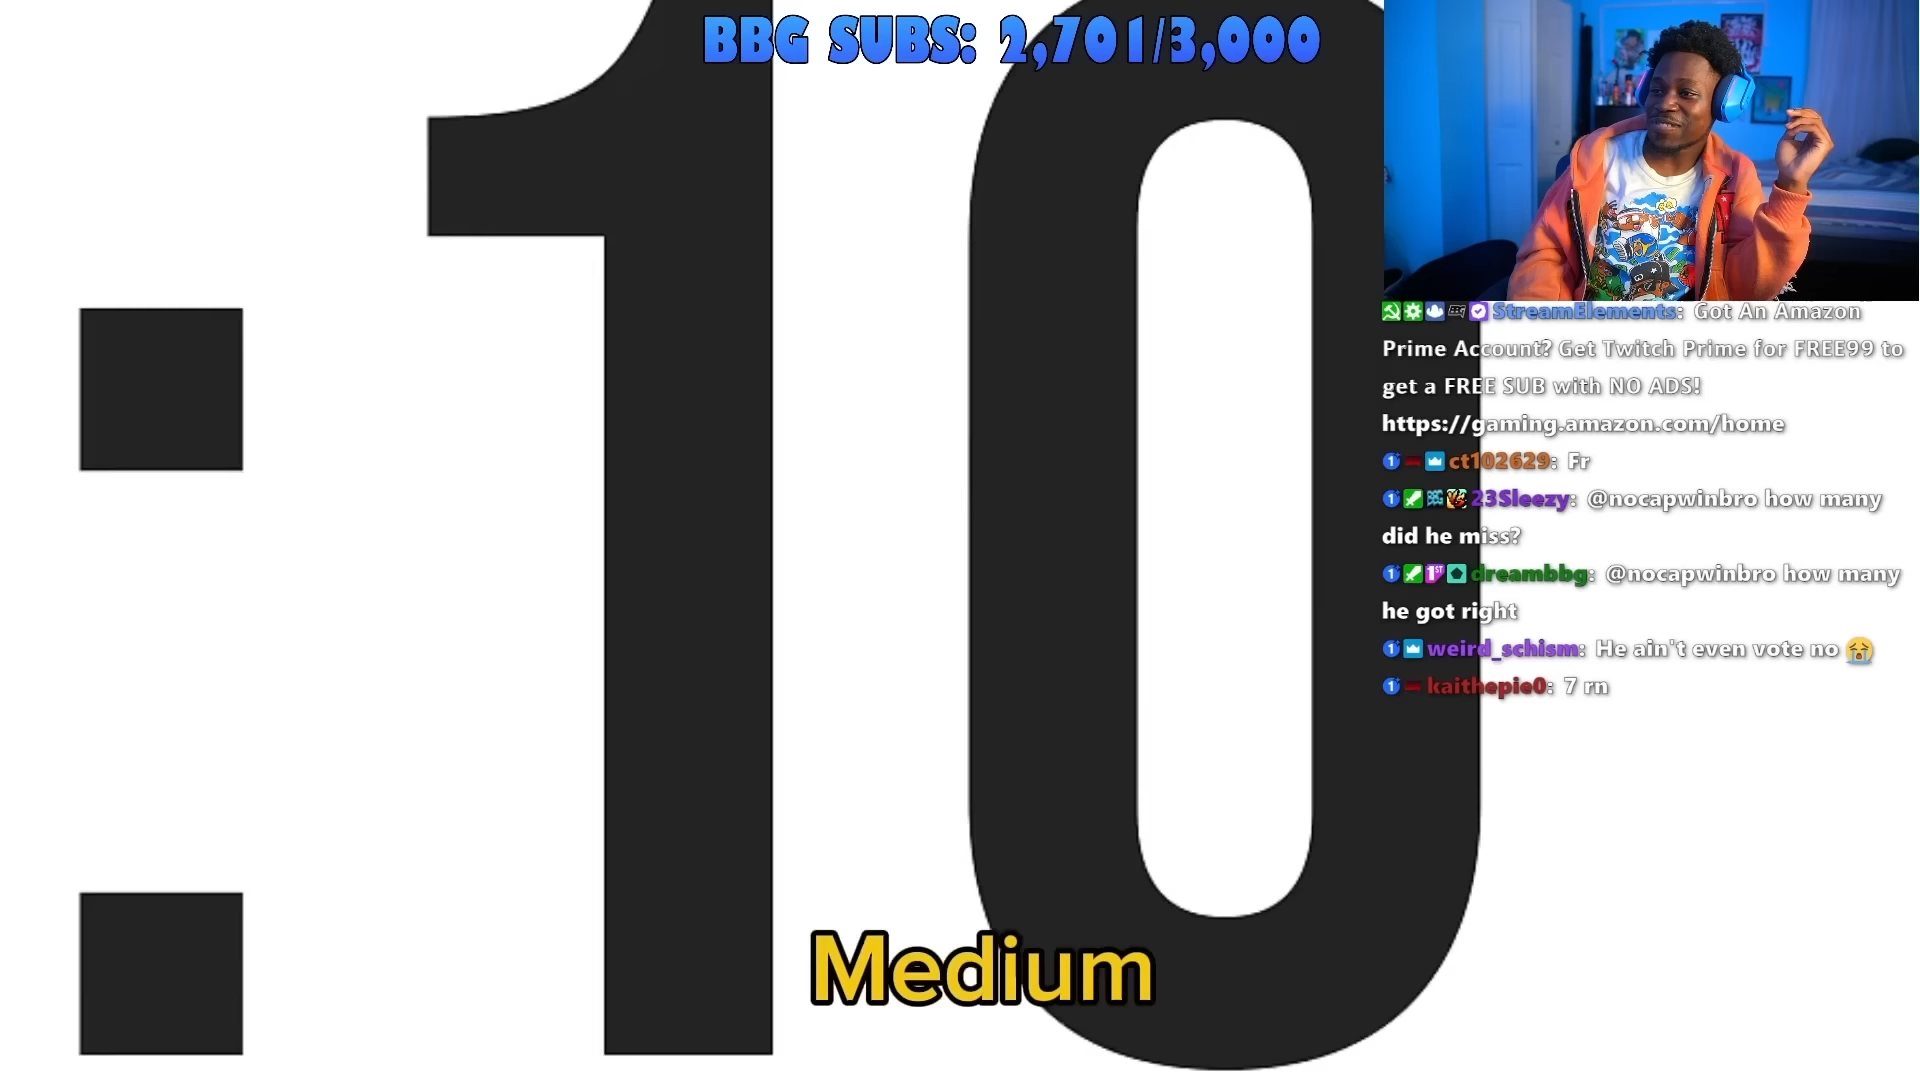 BBG SUBS: 2,701/3,000
:10
Medium
StreamElements: Got An Amazon
Prime Account? Get Twitch Prime for FREE99 to
get a FREE SUB with NO ADS!
https://gaming.amazon.com/home
ct102629: Fr
23Sleezy: @nocapwinbro how many
did he miss?
dreambbg: @nocapwinbro how many
he got right
weird_schism: He ain't even vote no 😭
kaithepie0: 7 rn